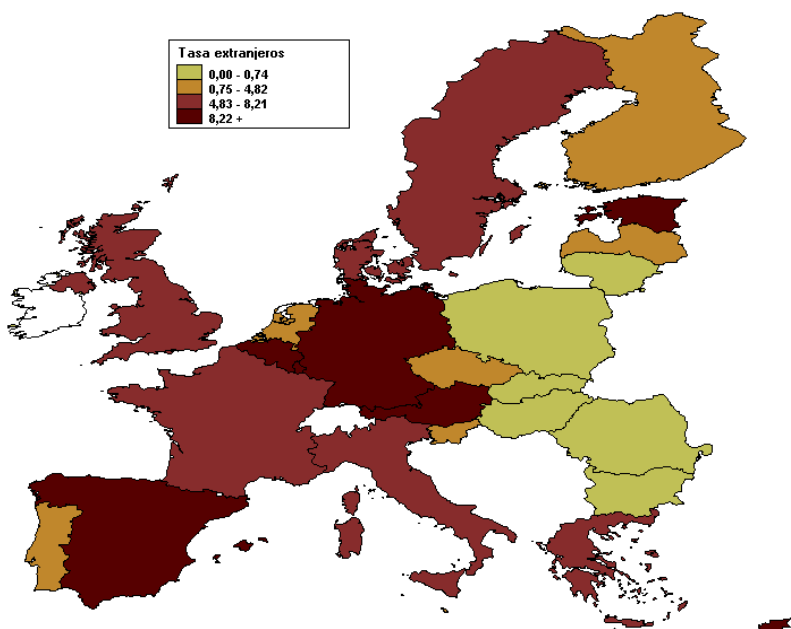 Tasa extranjeros
0,00 - 0,74
0,75 - 4,82
4,83 - 8,21
8,22 +